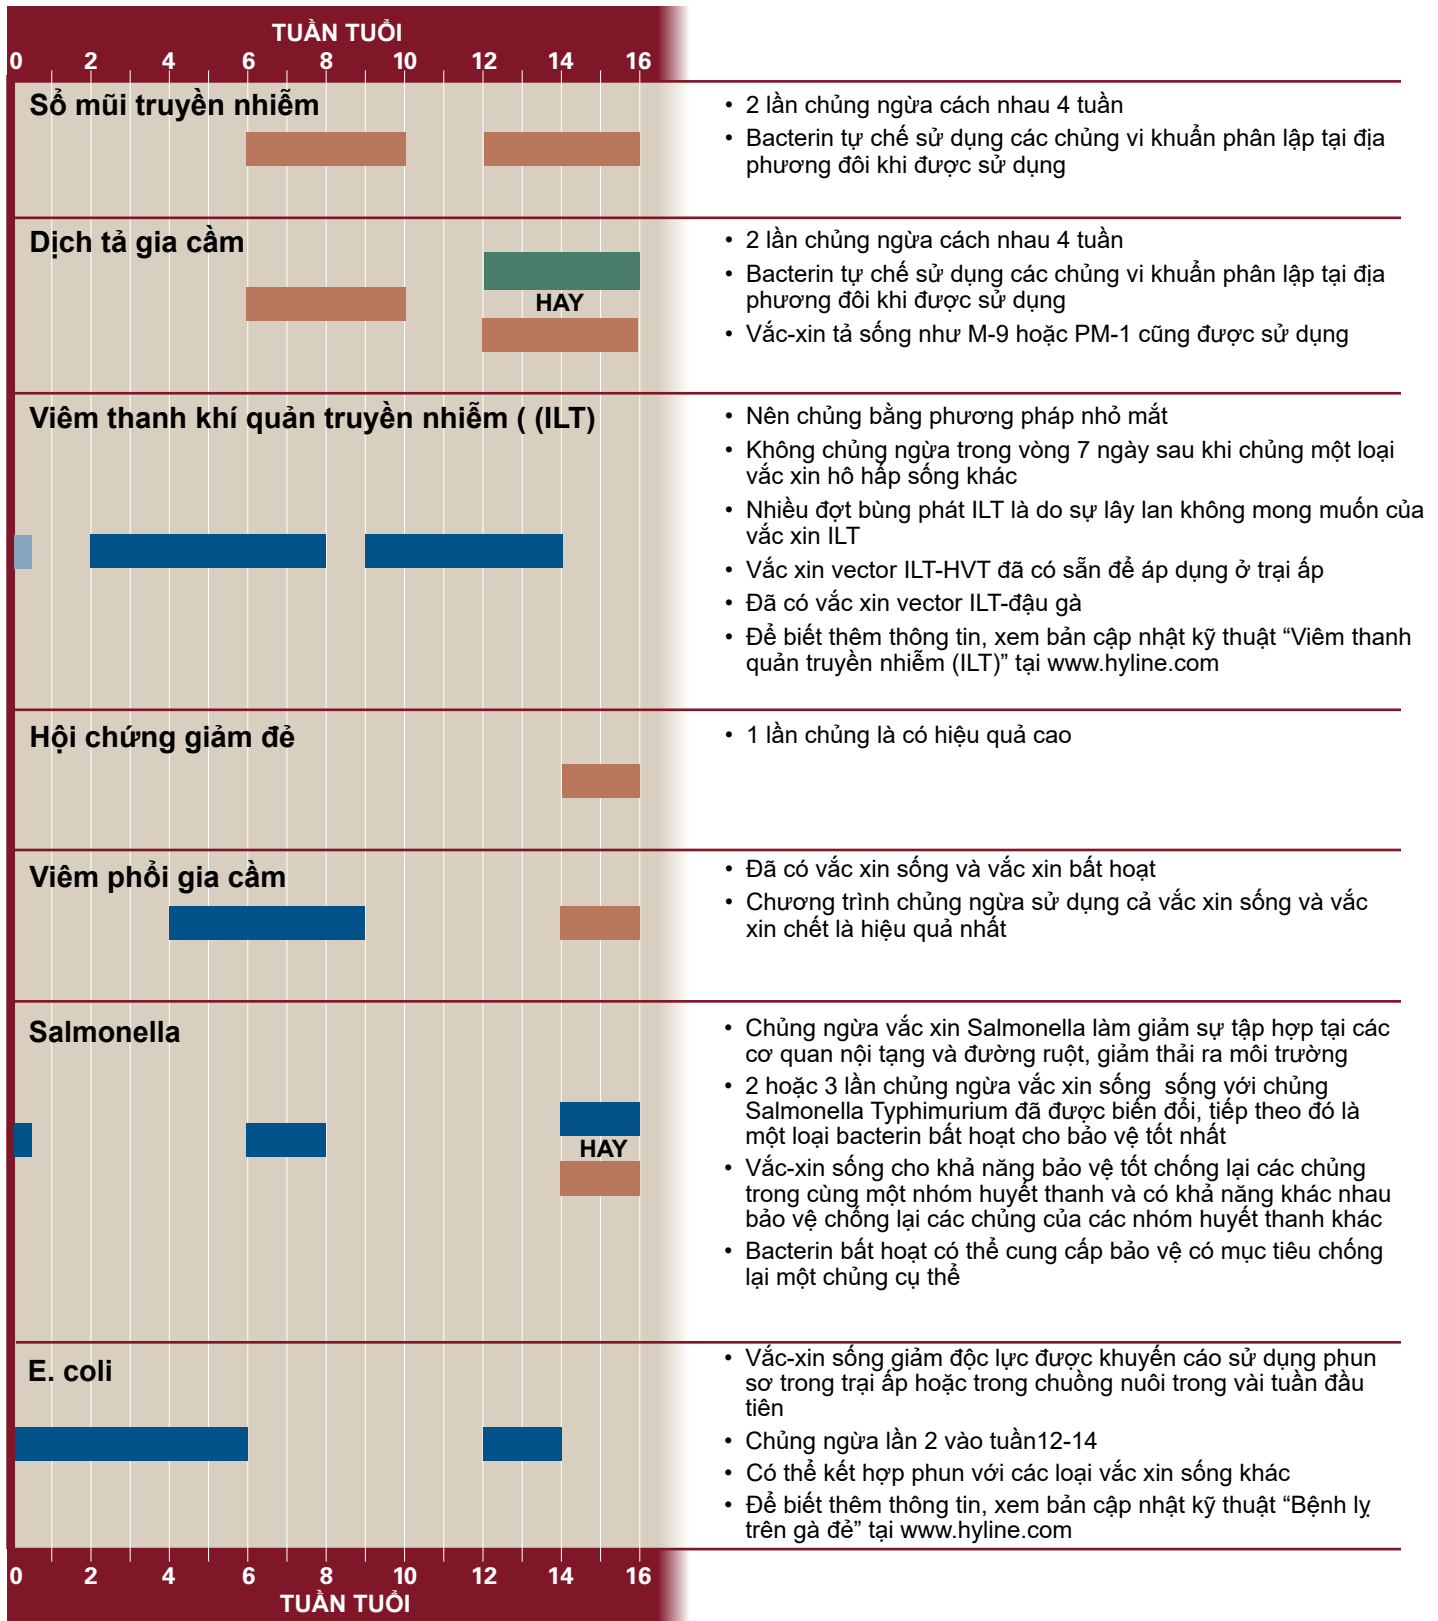 TUẦN TUỔI
0 2 4 6 8 10 12 14 16
Sổ mũi truyền nhiễm
• 2 lần chủng ngừa cách nhau 4 tuần
• Bacterin tự chế sử dụng các chủng vi khuẩn phân lập tại địa
phương đôi khi được sử dụng
Dịch tả gia cầm
HAY
• 2 lần chủng ngừa cách nhau 4 tuần
• Bacterin tự chế sử dụng các chủng vi khuẩn phân lập tại địa
phương đôi khi được sử dụng
• Vắc-xin tả sống như M-9 hoặc PM-1 cũng được sử dụng
Viêm thanh khí quản truyền nhiễm ( (ILT)
• Nên chủng bằng phương pháp nhỏ mắt
• Không chủng ngừa trong vòng 7 ngày sau khi chủng một loại
vắc xin hô hấp sống khác
• Nhiều đợt bùng phát ILT là do sự lây lan không mong muốn của
vắc xin ILT
• Vắc xin vector ILT-HVT đã có sẵn để áp dụng ở trại ấp
• Đã có vắc xin vector ILT-đậu gà
• Để biết thêm thông tin, xem bản cập nhật kỹ thuật “Viêm thanh
quản truyền nhiễm (ILT)” tại www.hyline.com
Hội chứng giảm đẻ
• 1 lần chủng là có hiệu quả cao
Viêm phổi gia cầm
• Đã có vắc xin sống và vắc xin bất hoạt
• Chương trình chủng ngừa sử dụng cả vắc xin sống và vắc
xin chết là hiệu quả nhất
Salmonella
HAY
• Chủng ngừa vắc xin Salmonella làm giảm sự tập hợp tại các
cơ quan nội tạng và đường ruột, giảm thải ra môi trường
• 2 hoặc 3 lần chủng ngừa vắc xin sống  sống với chủng
Salmonella Typhimurium đã được biến đổi, tiếp theo đó là
một loại bacterin bất hoạt cho bảo vệ tốt nhất
• Vắc-xin sống cho khả năng bảo vệ tốt chống lại các chủng
trong cùng một nhóm huyết thanh và có khả năng khác nhau
bảo vệ chống lại các chủng của các nhóm huyết thanh khác
• Bacterin bất hoạt có thể cung cấp bảo vệ có mục tiêu chống
lại một chủng cụ thể
E. coli
• Vắc-xin sống giảm độc lực được khuyến cáo sử dụng phun
sơ trong trại ấp hoặc trong chuồng nuôi trong vài tuần đầu
tiên
• Chủng ngừa lần 2 vào tuần12-14
• Có thể kết hợp phun với các loại vắc xin sống khác
• Để biết thêm thông tin, xem bản cập nhật kỹ thuật “Bệnh lỵ
trên gà đẻ” tại www.hyline.com
0 2 4 6 8 10 12 14 16
TUẦN TUỔI